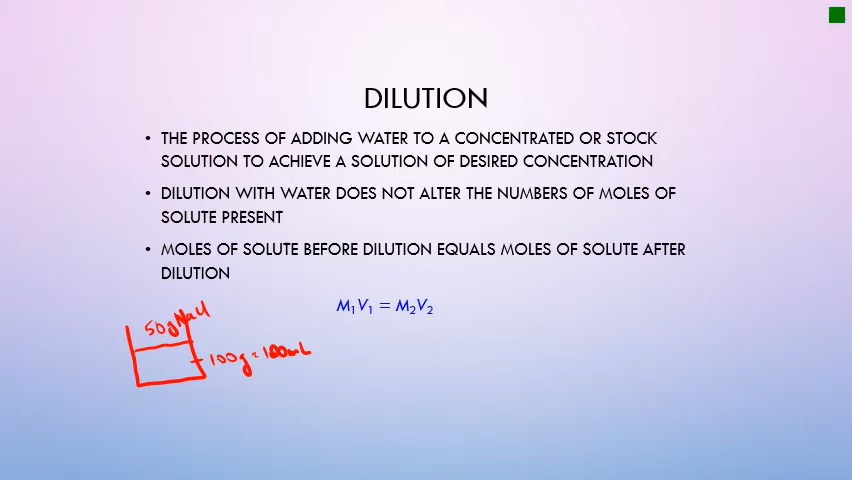 DILUTION
• THE PROCESS OF ADDING WATER TO A CONCENTRATED OR STOCK
SOLUTION TO ACHIEVE A SOLUTION OF DESIRED CONCENTRATION
• DILUTION WITH WATER DOES NOT ALTER THE NUMBERS OF MOLES OF
SOLUTE PRESENT
• MOLES OF SOLUTE BEFORE DILUTION EQUALS MOLES OF SOLUTE AFTER
DILUTION
M₁V₁ = M₂V₂
50g NaCl
100g = 100mL